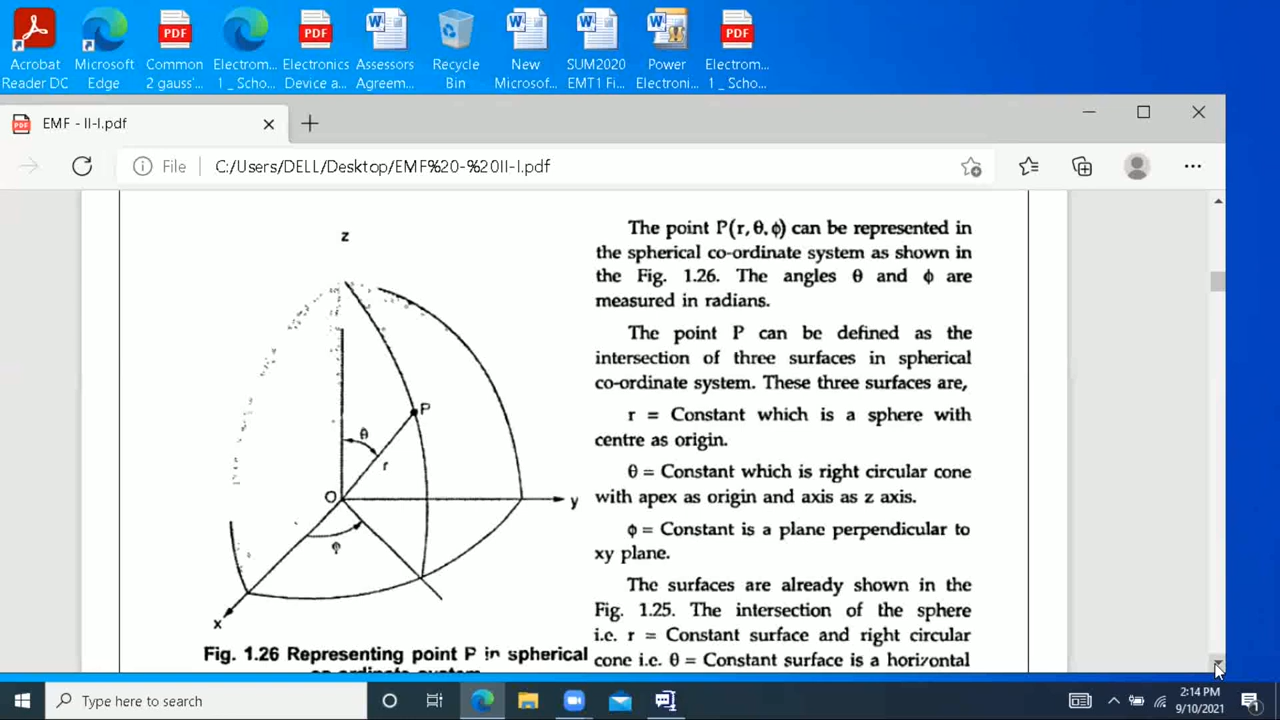 Acrobat Reader DC
Microsoft Edge
Common 2 gauss'...
Electrom... 1 _ Scho...
Electronics Device a...
Assessors Agreem...
Recycle Bin
New Microsof...
SUM2020 EMT1 Fi...
Power Electroni...
Electrom... 1 _ Scho...
EMF - II-I.pdf
File
C:/Users/DELL/Desktop/EMF%20-%20II-I.pdf
z
P
θ
r
O
y
φ
x
Fig. 1.26 Representing point P in spherical
co-ordinate system
The point P(r, θ, φ) can be represented in
the spherical co-ordinate system as shown in
the Fig. 1.26. The angles θ and φ are
measured in radians.
The point P can be defined as the
intersection of three surfaces in spherical
co-ordinate system. These three surfaces are,
r = Constant which is a sphere with
centre as origin.
θ = Constant which is right circular cone
with apex as origin and axis as z axis.
φ = Constant is a plane perpendicular to
xy plane.
The surfaces are already shown in the
Fig. 1.25. The intersection of the sphere
i.e. r = Constant surface and right circular
cone i.e. θ = Constant surface is a horizontal
Type here to search
2:14 PM
9/10/2021